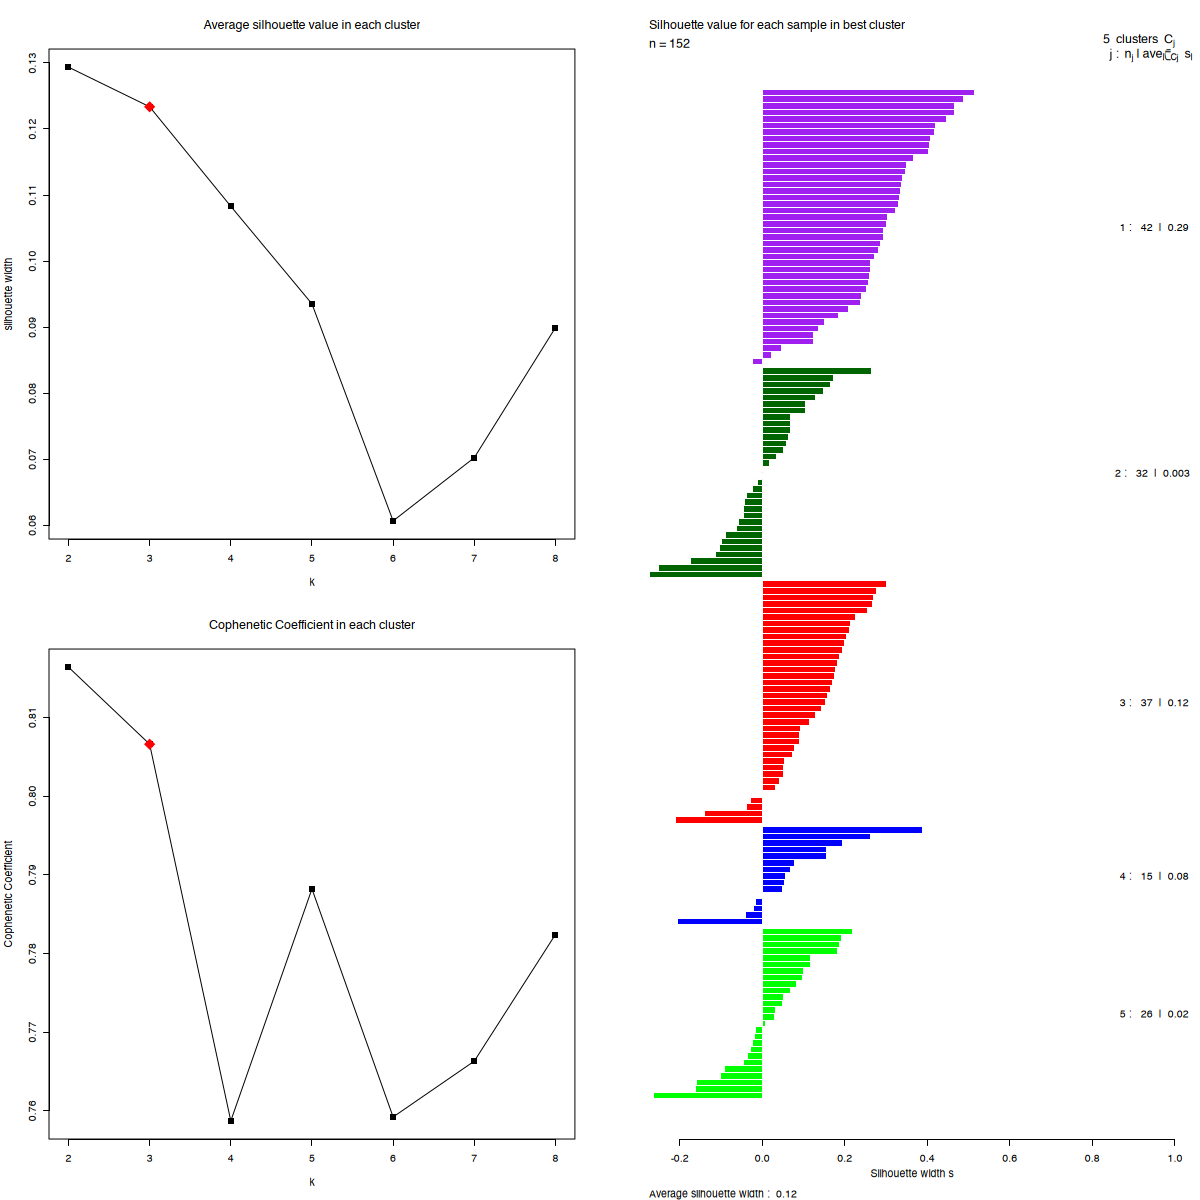 Average silhouette value in each cluster
silhouette width
0.13
0.12
0.11
0.10
0.09
0.08
0.07
0.06
2 3 4 5 6 7 8
k
Cophenetic Coefficient in each cluster
Cophenetic Coefficient
0.81
0.80
0.79
0.78
0.77
0.76
2 3 4 5 6 7 8
k
Silhouette value for each sample in best cluster
n = 152
5 clusters Cj
j : nj | avei∈Cj si
1 : 42 | 0.29
2 : 32 | 0.003
3 : 37 | 0.12
4 : 15 | 0.08
5 : 26 | 0.02
-0.2 0.0 0.2 0.4 0.6 0.8 1.0
Silhouette width s
Average silhouette width : 0.12